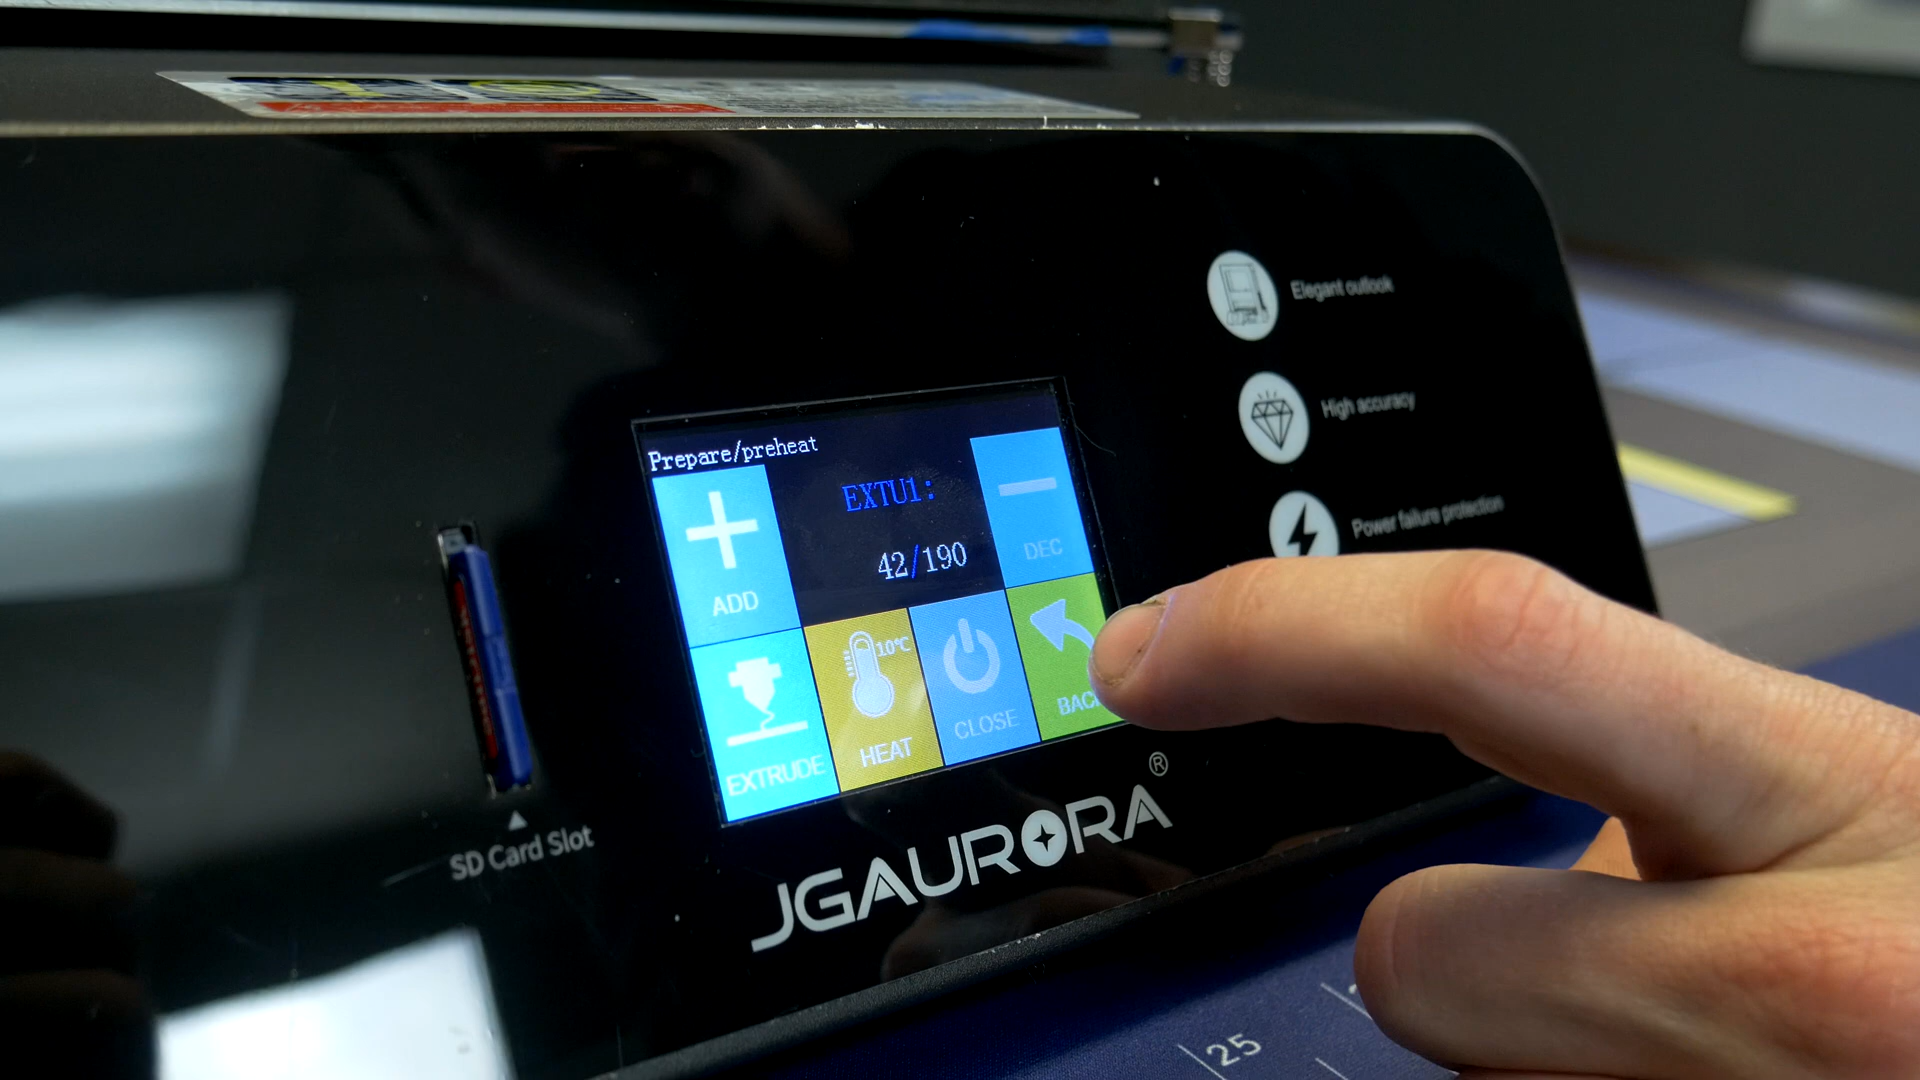 Prepare/preheat
EXTU1:
42/190
ADD
DEC
EXTRUDE
10℃
HEAT
CLOSE
BACK
Elegant outlook
High accuracy
Power failure protection
SD Card Slot
JGAURORA®
25